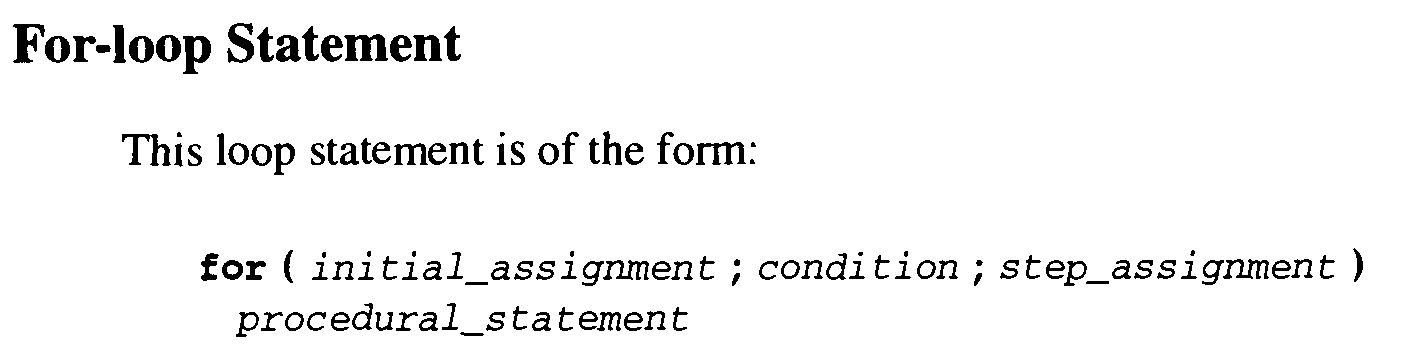 For-loop Statement
This loop statement is of the form:
for ( initial_assignment ; condition ; step_assignment )
procedural_statement